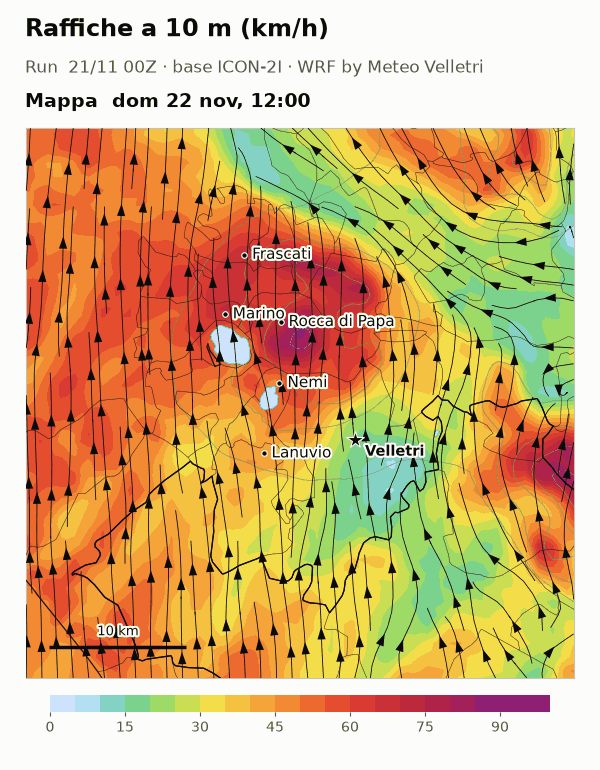 Raffiche a 10 m (km/h)
Run  21/11 00Z · base ICON-2I · WRF by Meteo Velletri
Mappa  dom 22 nov, 12:00
Frascati
Marino
Rocca di Papa
Nemi
Lanuvio
Velletri
10 km
0 15 30 45 60 75 90